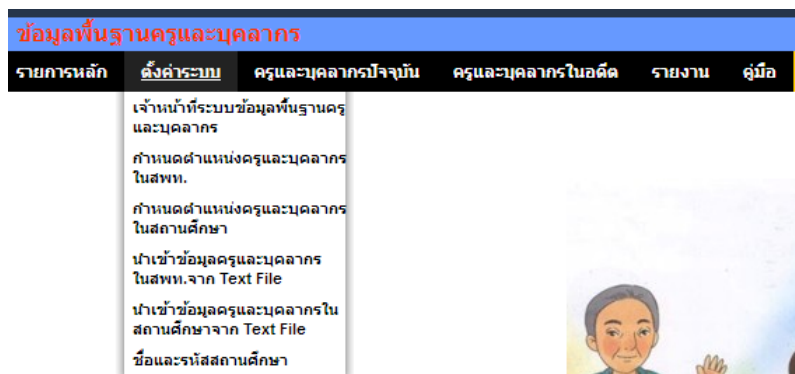 ข้อมูลพื้นฐานครูและบุคลากร
รายการหลัก ตั้งค่าระบบ ครูและบุคลากรปัจจุบัน ครูและบุคลากรในอดีต รายงาน คู่มือ
เจ้าหน้าที่ระบบข้อมูลพื้นฐานครู
และบุคลากร
กำหนดตำแหน่งครูและบุคลากร
ในสพท.
กำหนดตำแหน่งครูและบุคลากร
ในสถานศึกษา
นำเข้าข้อมูลครูและบุคลากร
ในสพท.จาก Text File
นำเข้าข้อมูลครูและบุคลากรใน
สถานศึกษาจาก Text File
ชื่อและรหัสสถานศึกษา